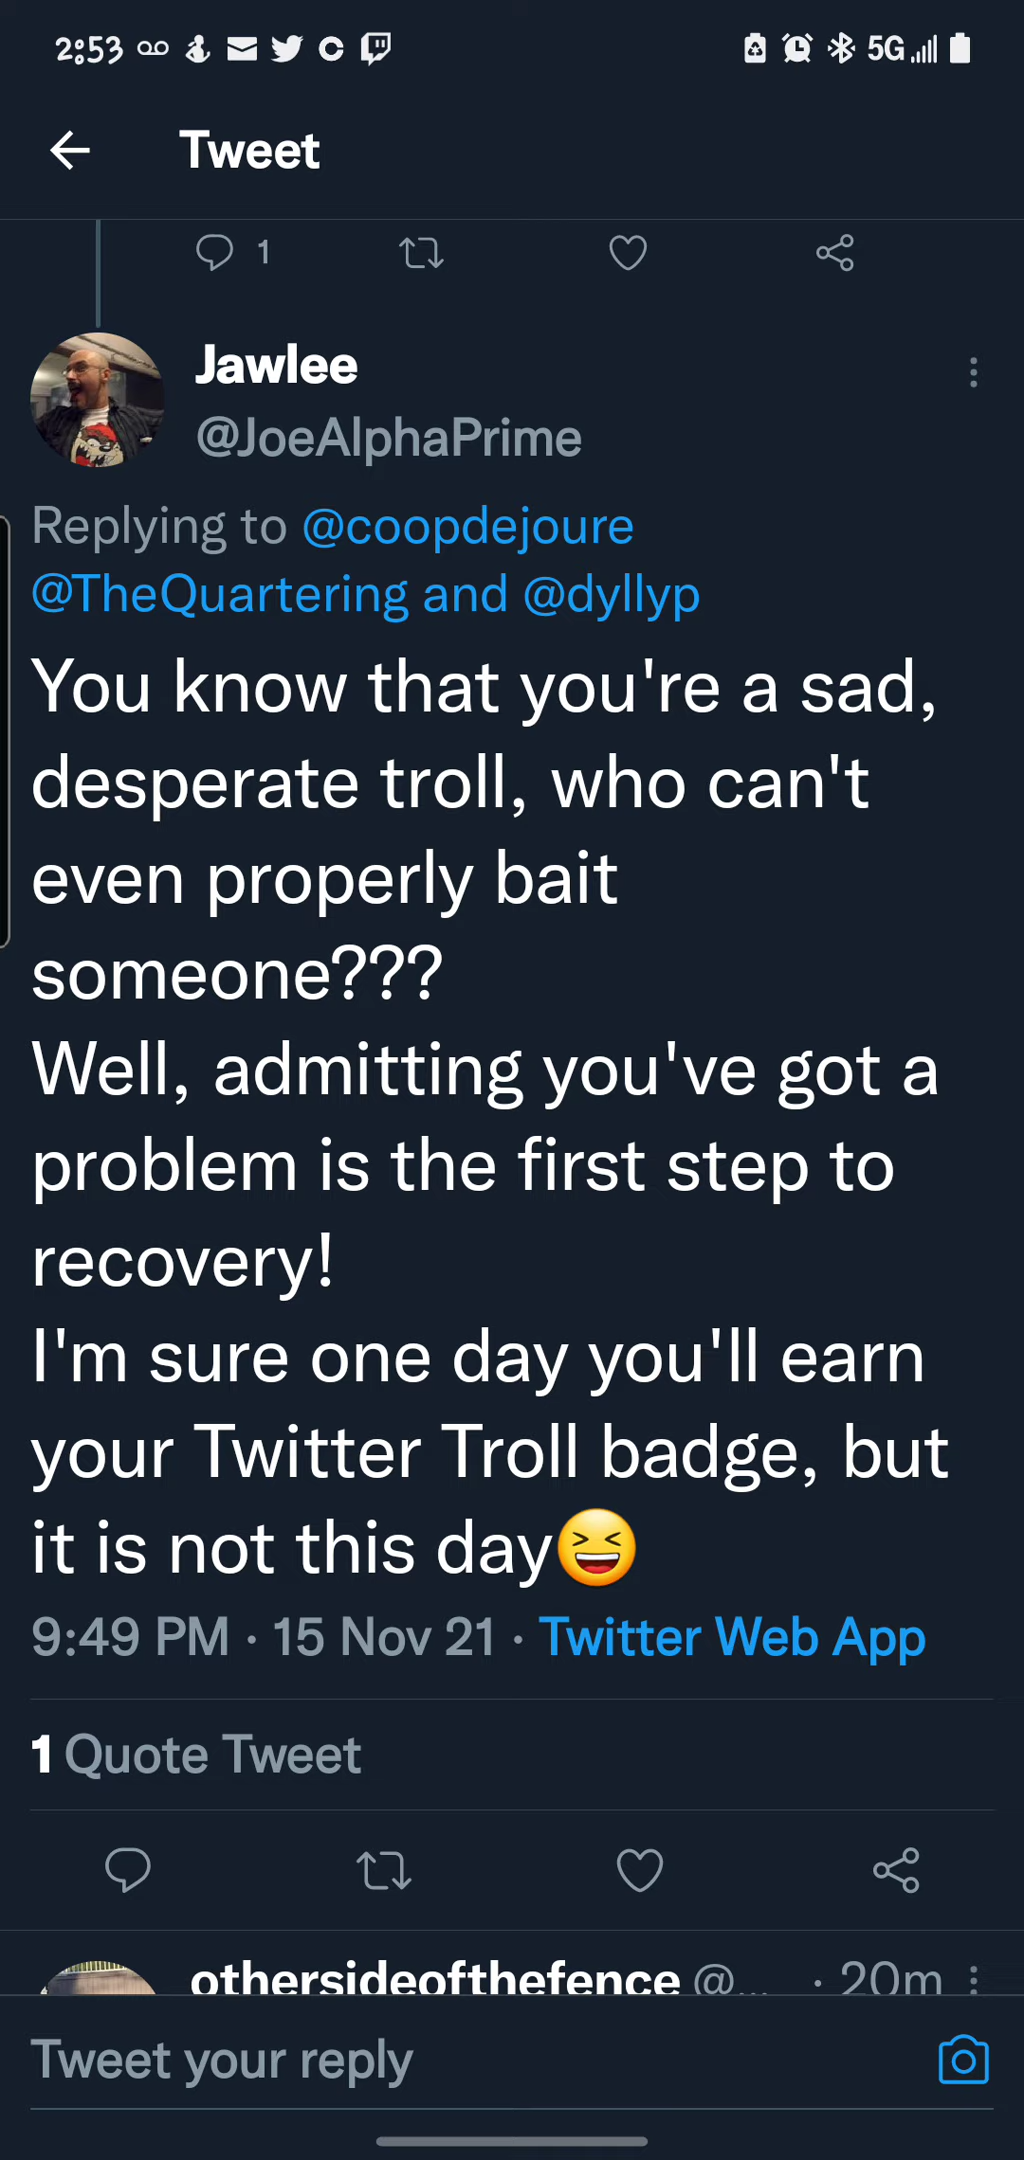 2:53 5G
Tweet
1
Jawlee
@JoeAlphaPrime
Replying to @coopdejoure
@TheQuartering and @dyllyp
You know that you're a sad,
desperate troll, who can't
even properly bait
someone???
Well, admitting you've got a
problem is the first step to
recovery!
I'm sure one day you'll earn
your Twitter Troll badge, but
it is not this day😆
9:49 PM · 15 Nov 21 · Twitter Web App
1 Quote Tweet
othersideofthefence @... · 20m
Tweet your reply